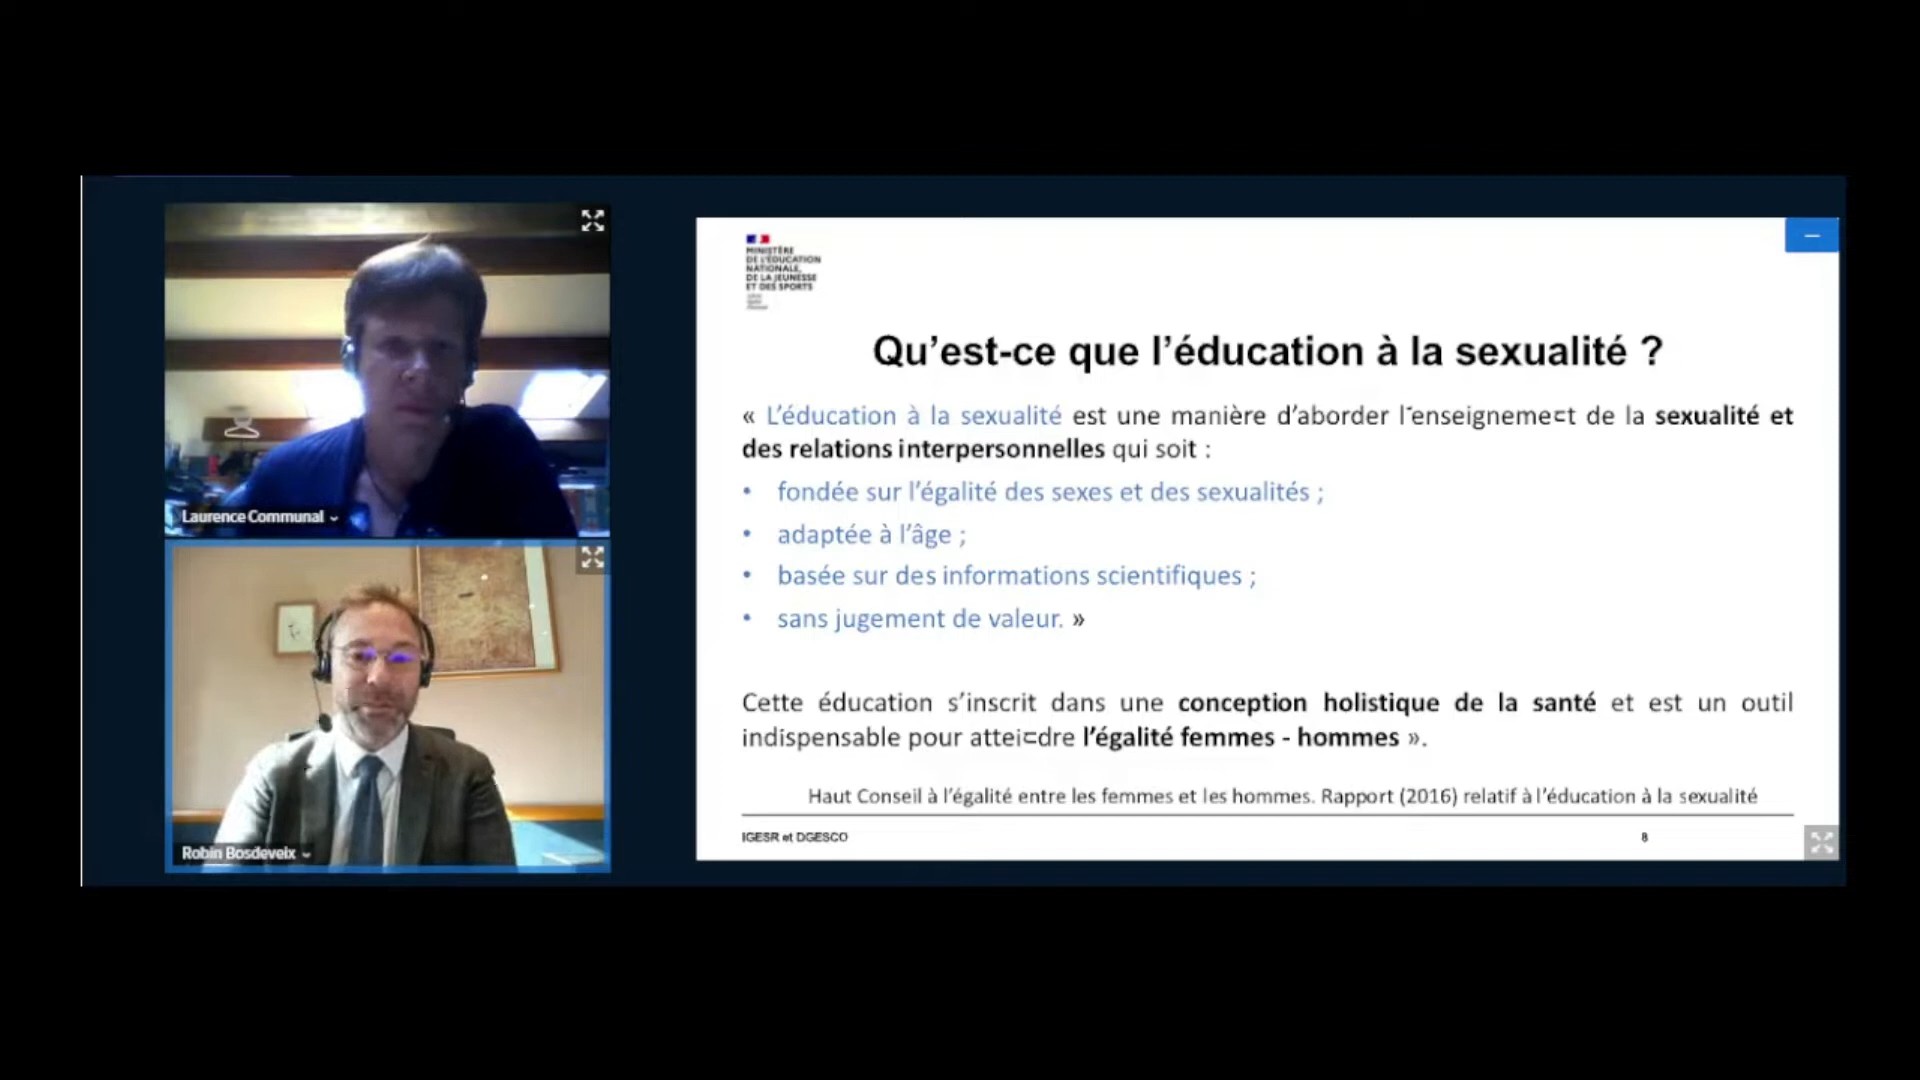 Laurence Communal
Robin Bosdeveix
MINISTÈRE
DE L'ÉDUCATION
NATIONALE,
DE LA JEUNESSE
ET DES SPORTS
Qu'est-ce que l'éducation à la sexualité ?
« L'éducation à la sexualité est une manière d'aborder l'enseignement de la sexualité et
des relations interpersonnelles qui soit :
• fondée sur l'égalité des sexes et des sexualités ;
• adaptée à l'âge ;
• basée sur des informations scientifiques ;
• sans jugement de valeur. »
Cette éducation s'inscrit dans une conception holistique de la santé et est un outil
indispensable pour atteindre l'égalité femmes - hommes ».
Haut Conseil à l'égalité entre les femmes et les hommes. Rapport (2016) relatif à l'éducation à la sexualité
IGESR et DGESCO
8